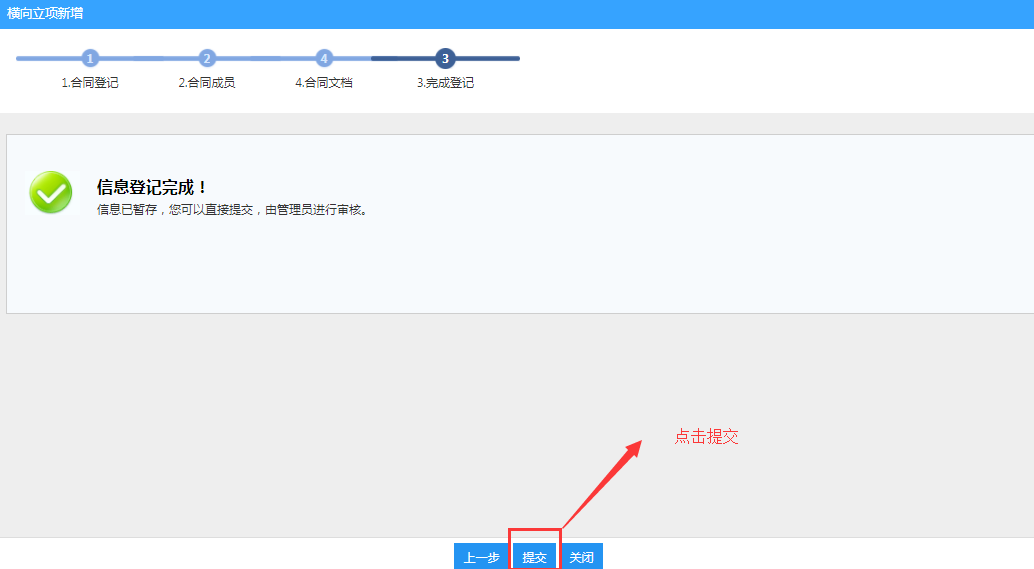 横向立项新增
1 2 4 3
1.合同登记 2.合同成员 4.合同文档 3.完成登记
信息登记完成！
信息已暂存，您可以直接提交，由管理员进行审核。
点击提交
上一步 提交 关闭